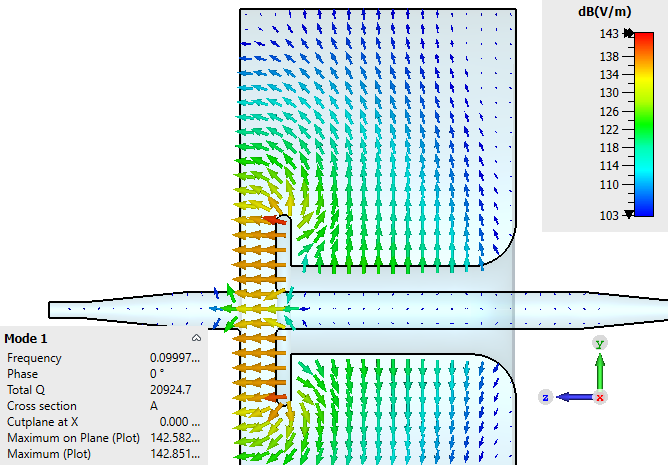 dB(V/m)
143
138
134
130
126
122
118
114
110
103
Mode 1
Frequency 0.09997...
Phase 0 °
Total Q 20924.7
Cross section A
Cutplane at X 0.000 ...
Maximum on Plane (Plot) 142.582...
Maximum (Plot) 142.851...
y
z x